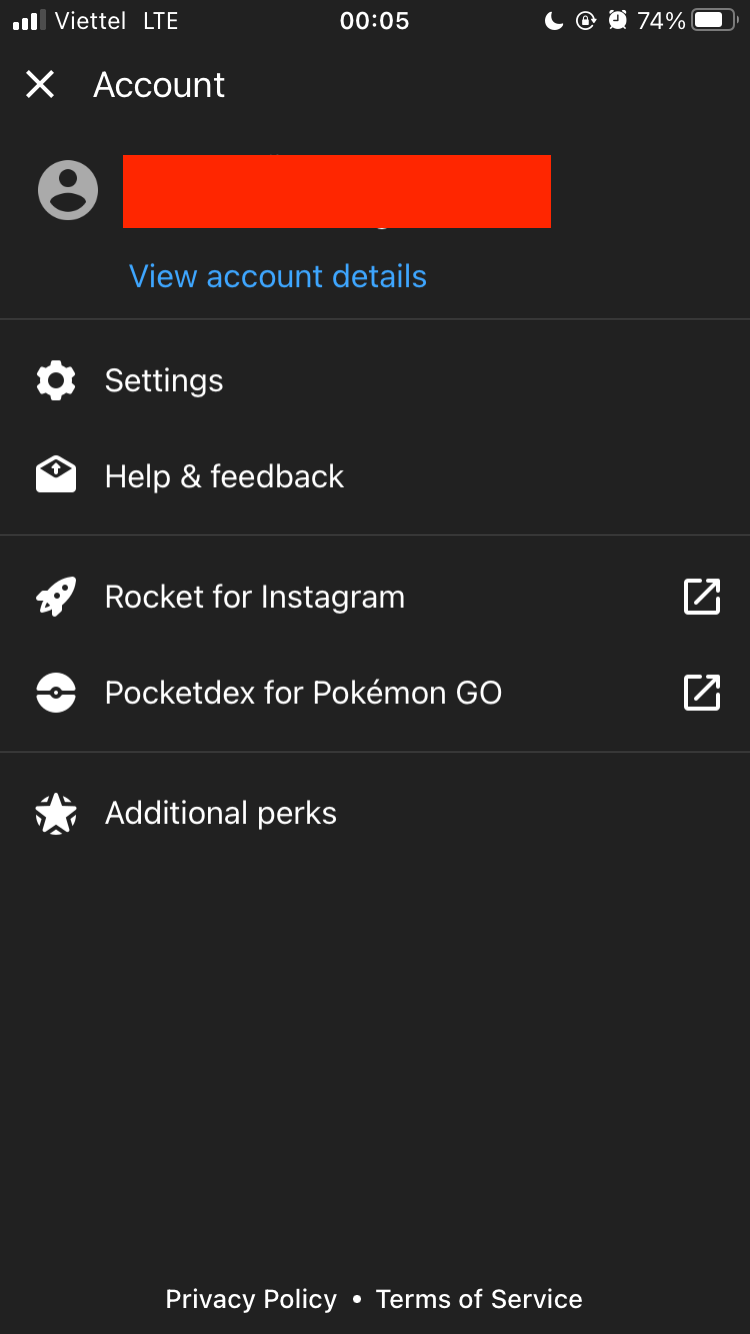 Viettel LTE 00:05 74%
Account
View account details
Settings
Help & feedback
Rocket for Instagram
Pocketdex for Pokémon GO
Additional perks
Privacy Policy • Terms of Service